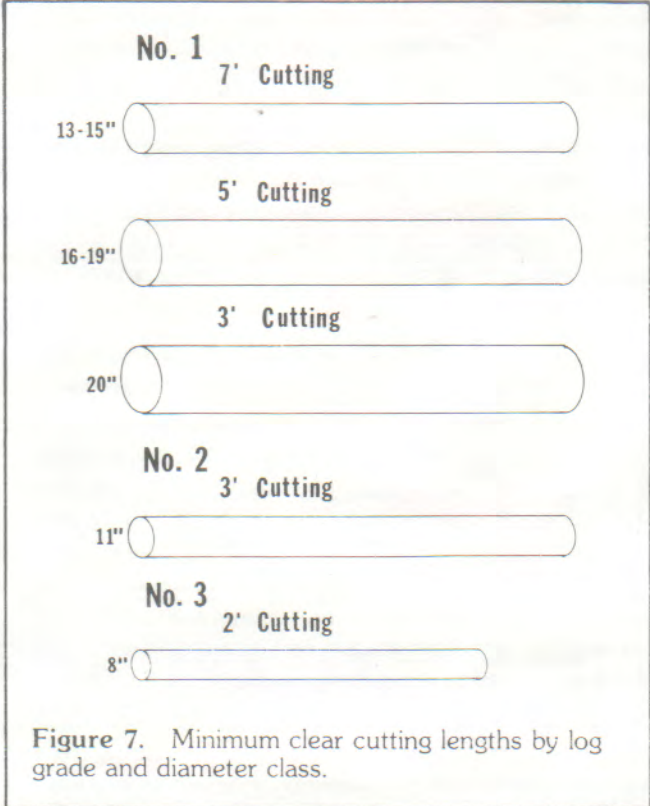 No. 1
7' Cutting
13-15"
5' Cutting
16-19"
3' Cutting
20"
No. 2
3' Cutting
11"
No. 3
2' Cutting
8"
Figure 7. Minimum clear cutting lengths by log
grade and diameter class.